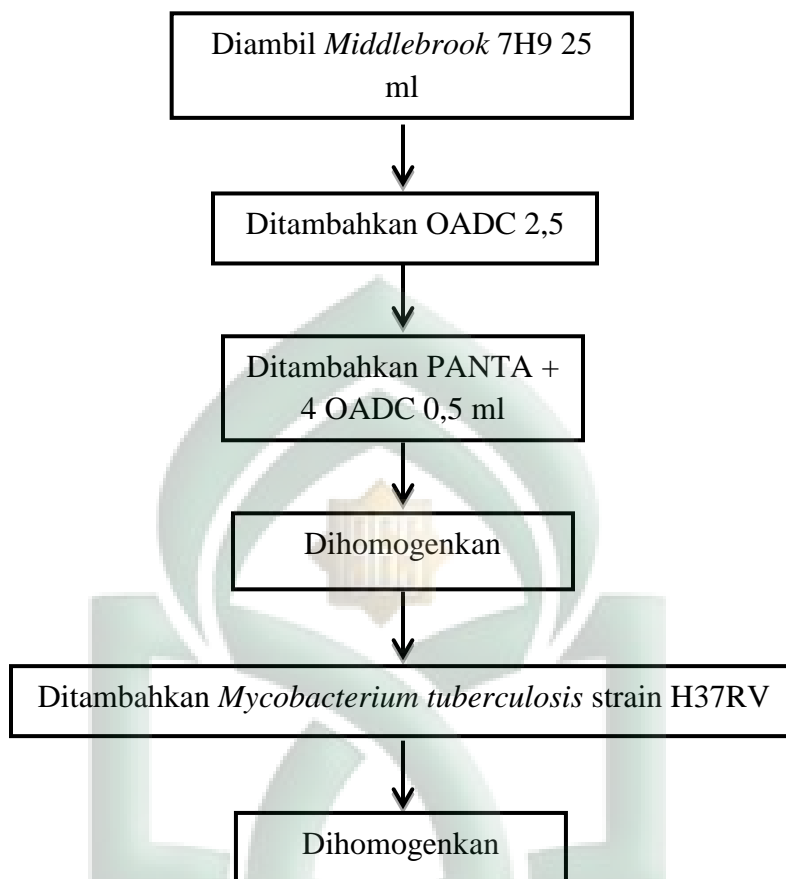 Diambil Middlebrook 7H9 25
ml
Ditambahkan OADC 2,5
Ditambahkan PANTA +
4 OADC 0,5 ml
Dihomogenkan
Ditambahkan Mycobacterium tuberculosis strain H37RV
Dihomogenkan